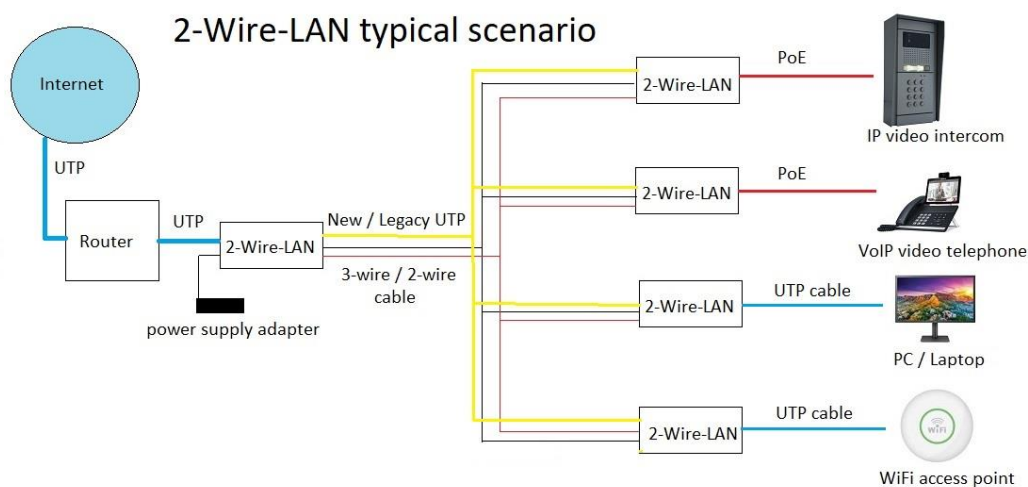 2-Wire-LAN typical scenario
Internet
UTP
Router
UTP
2-Wire-LAN
power supply adapter
New / Legacy UTP
3-wire / 2-wire
cable
2-Wire-LAN
PoE
IP video intercom
2-Wire-LAN
PoE
VoIP video telephone
2-Wire-LAN
UTP cable
PC / Laptop
2-Wire-LAN
UTP cable
WiFi
WiFi access point